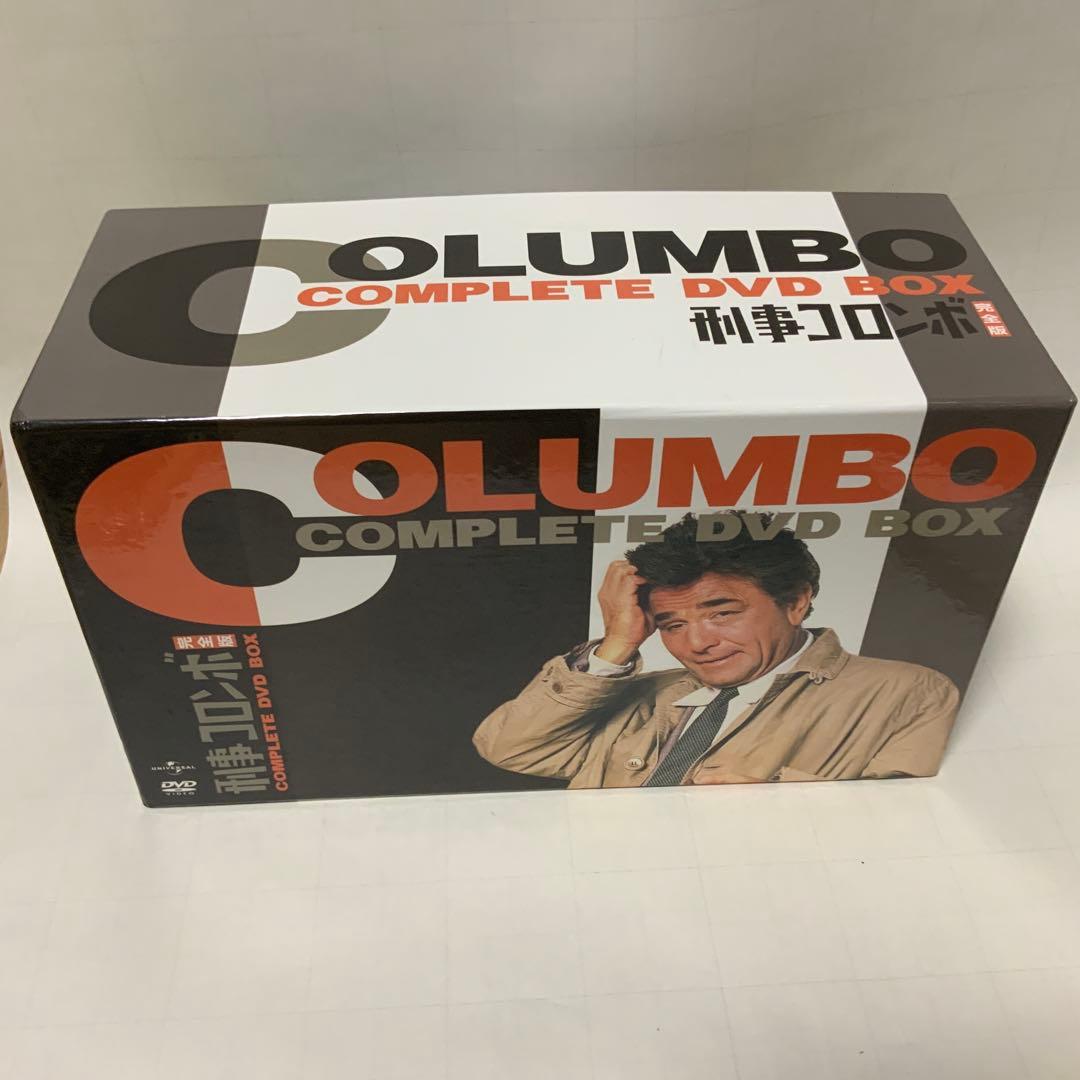 COLUMBO
COMPLETE DVD BOX
刑事コロンボ 完全版
COLUMBO
COMPLETE DVD BOX
刑事コロンボ 完全版
COMPLETE DVD BOX
UNIVERSAL
DVD
VIDEO